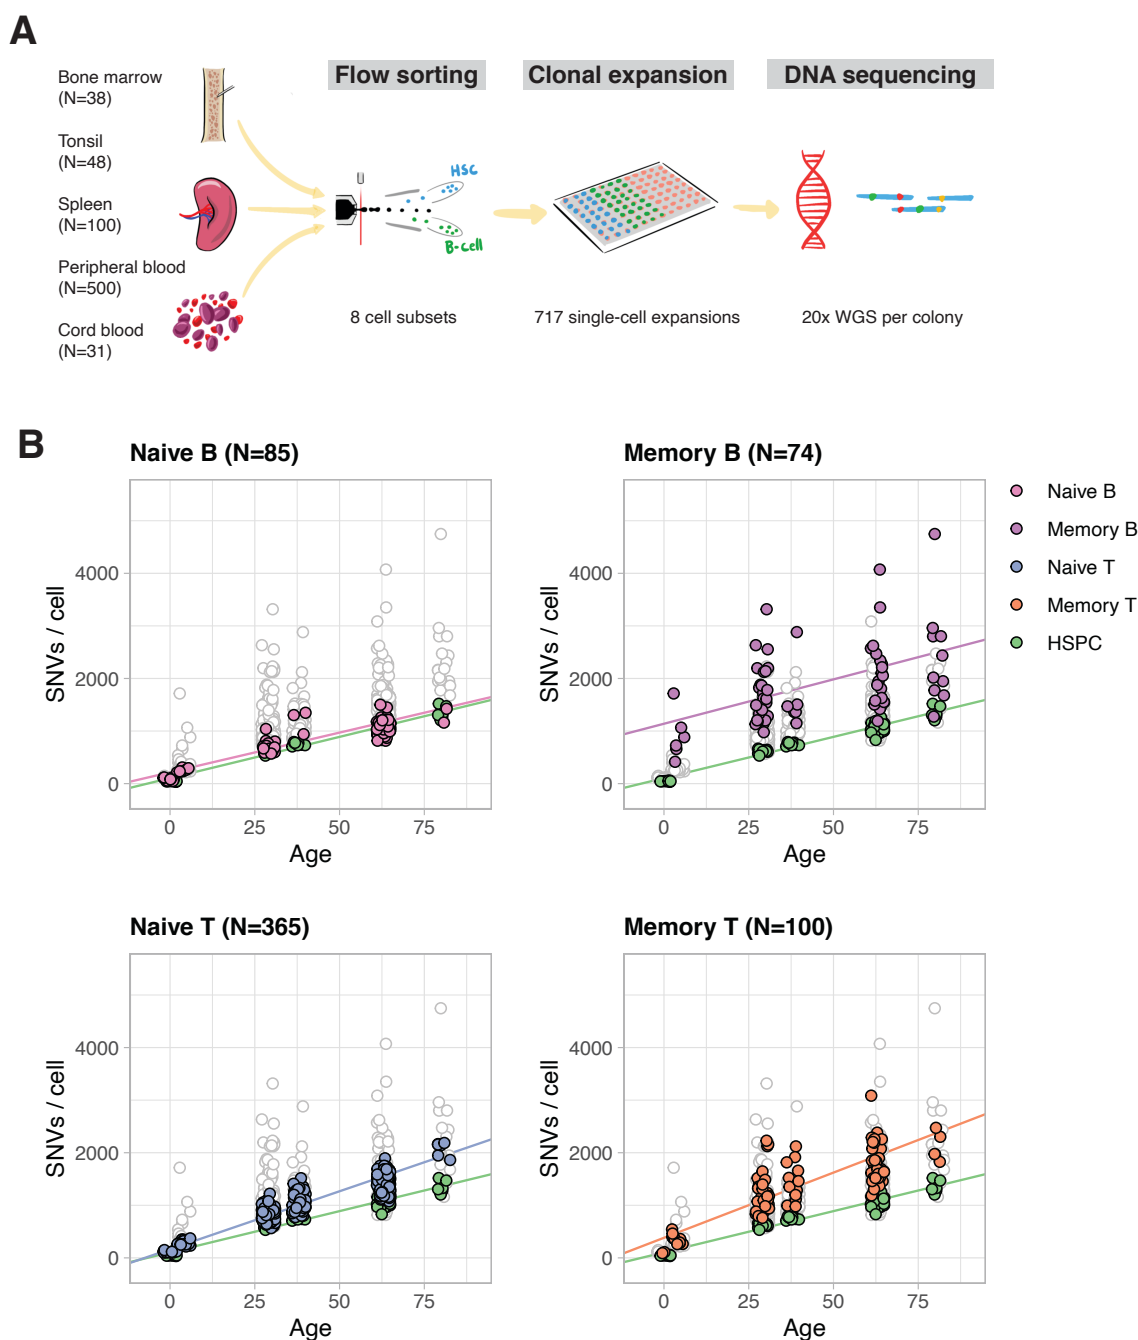 A
Bone marrow
(N=38)
Tonsil
(N=48)
Spleen
(N=100)
Peripheral blood
(N=500)
Cord blood
(N=31)
Flow sorting
Clonal expansion
DNA sequencing
HSC
B-cell
8 cell subsets
717 single-cell expansions
20x WGS per colony
B
Naive B (N=85)
SNVs / cell
4000
2000
0
0 25 50 75
Age
Memory B (N=74)
SNVs / cell
4000
2000
0
0 25 50 75
Age
Naive B
Memory B
Naive T
Memory T
HSPC
Naive T (N=365)
SNVs / cell
4000
2000
0
0 25 50 75
Age
Memory T (N=100)
SNVs / cell
4000
2000
0
0 25 50 75
Age